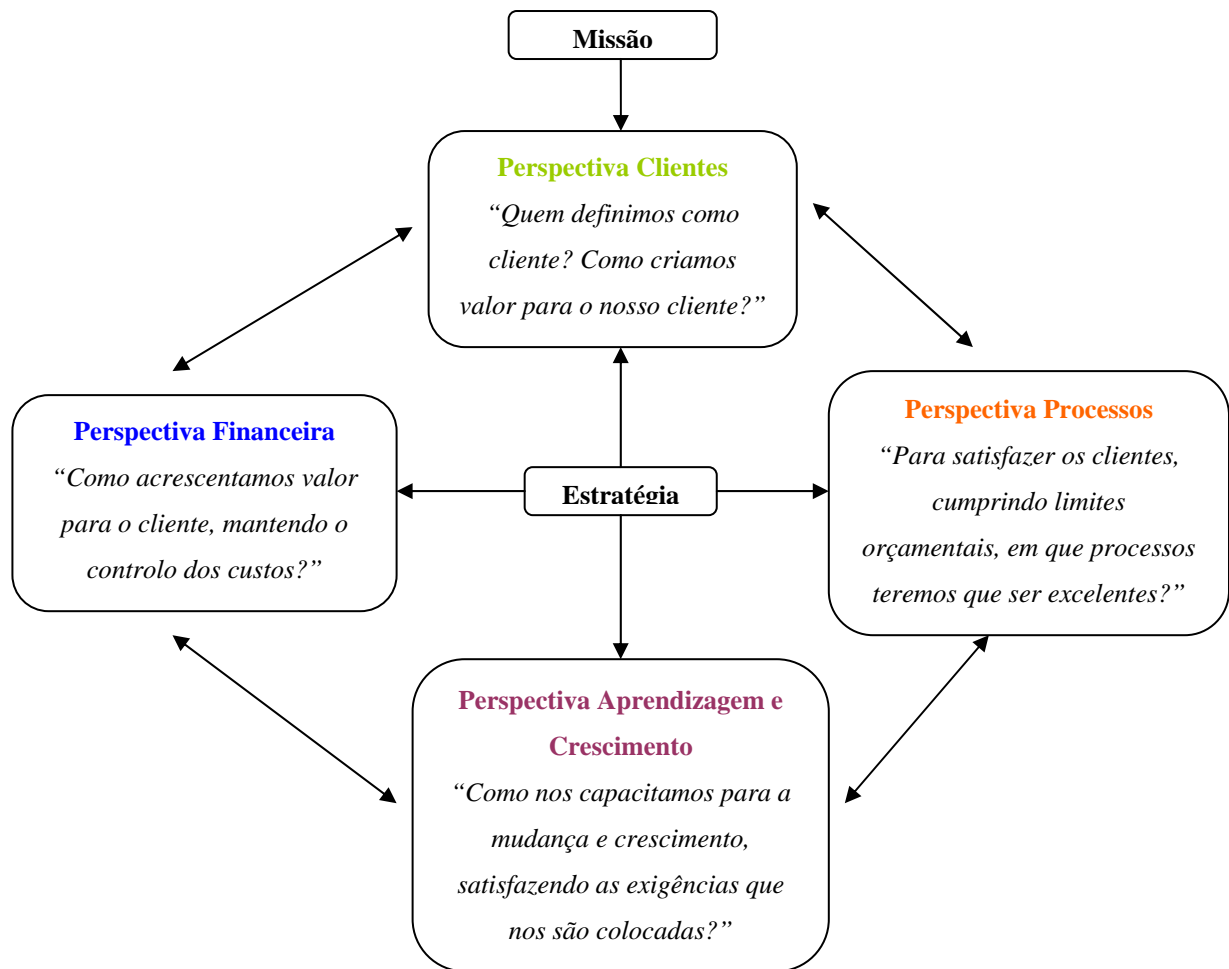 Missão
Perspectiva Clientes
“Quem definimos como
cliente? Como criamos
valor para o nosso cliente?”
Perspectiva Financeira
“Como acrescentamos valor
para o cliente, mantendo o
controlo dos custos?”
Estratégia
Perspectiva Processos
“Para satisfazer os clientes,
cumprindo limites
orçamentais, em que processos
teremos que ser excelentes?”
Perspectiva Aprendizagem e
Crescimento
“Como nos capacitamos para a
mudança e crescimento,
satisfazendo as exigências que
nos são colocadas?”